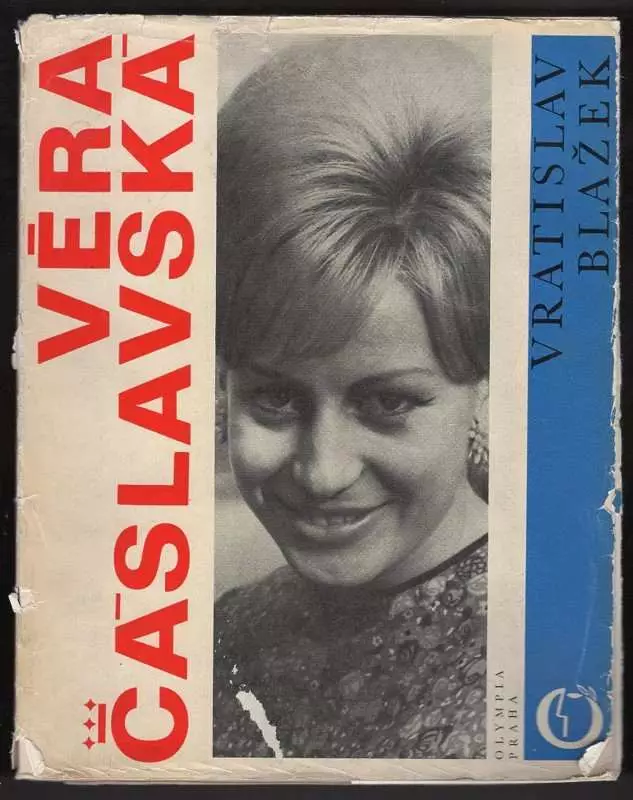 VĚRA
ČÁSLAVSKÁ
VRATISLAV
BLAŽEK
OLYMPIA
PRAHA